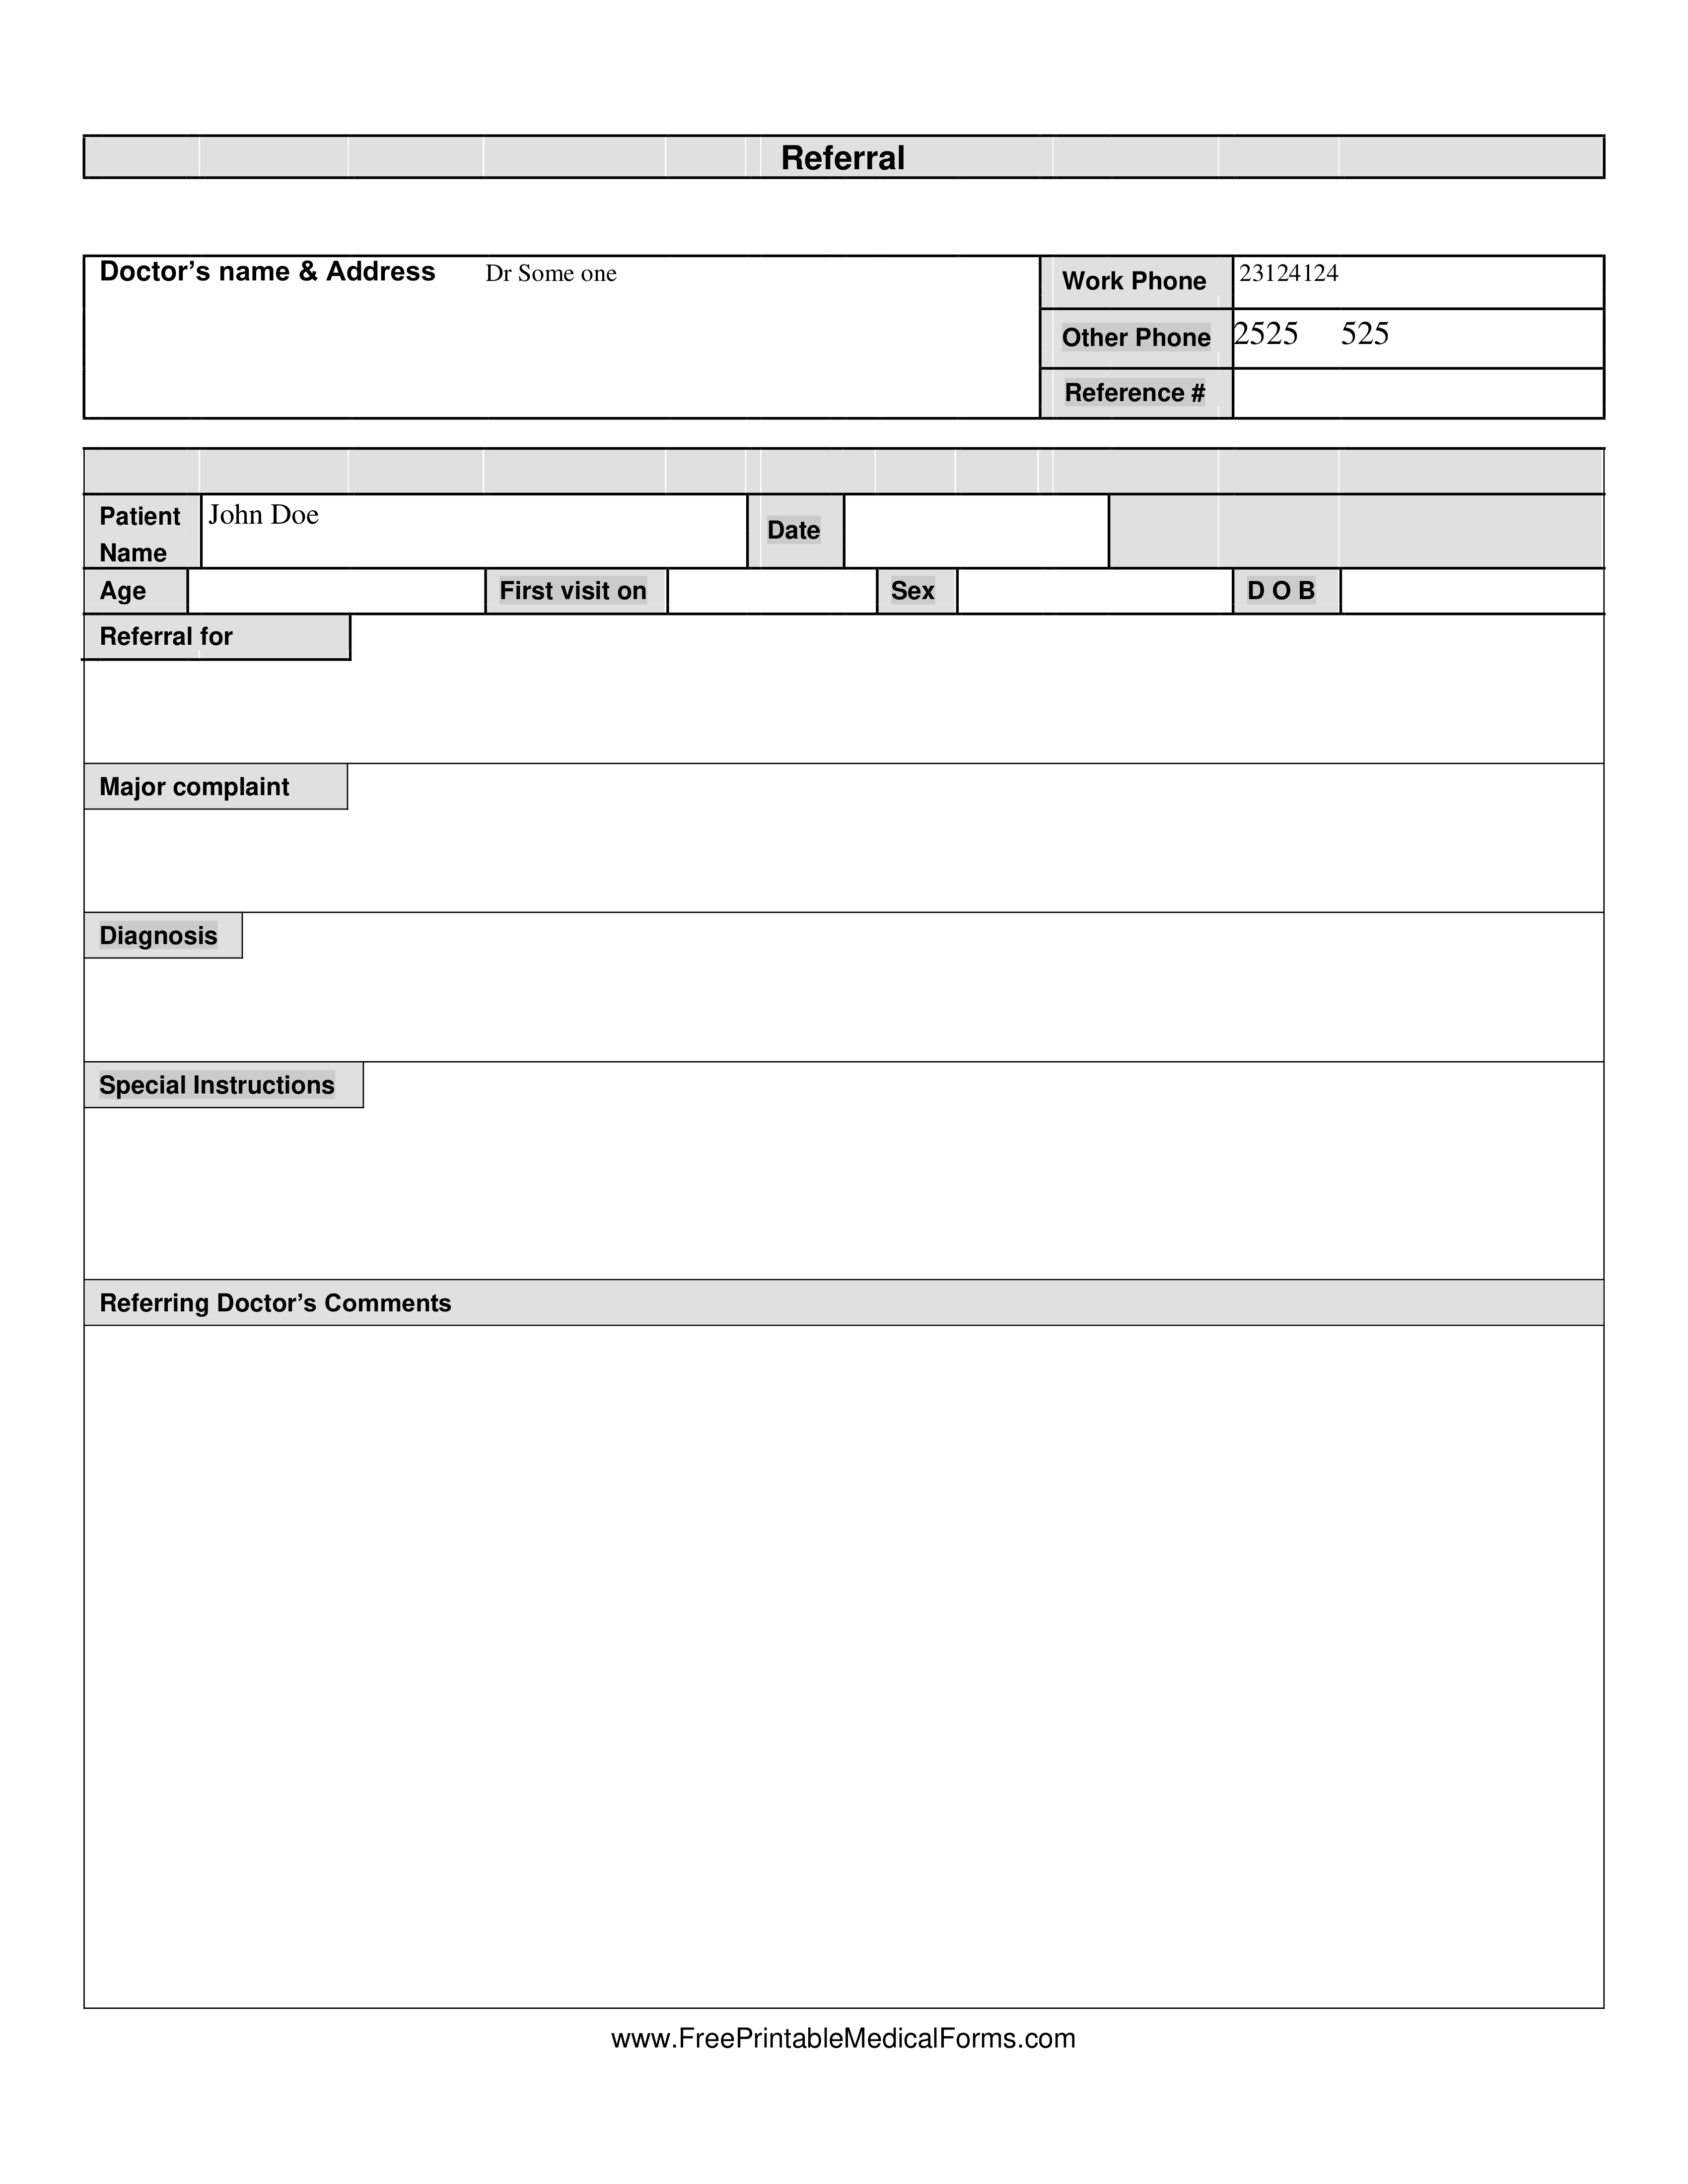 Referral
Doctor's name & Address Dr Some one
Work Phone 23124124
Other Phone 2525 525
Reference #
Patient Name John Doe Date
Age First visit on Sex D O B
Referral for
Major complaint
Diagnosis
Special Instructions
Referring Doctor's Comments
www.FreePrintableMedicalForms.com